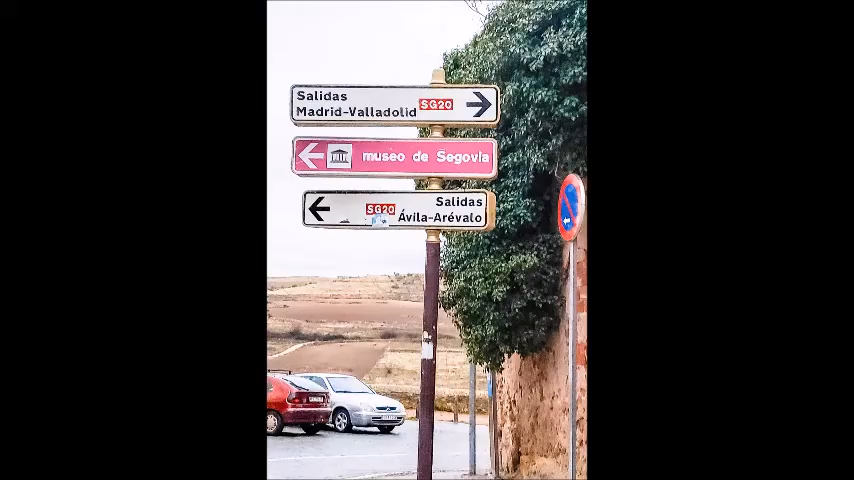 Salidas
Madrid-Valladolid SG20
museo de Segovia
Salidas
SG20 Ávila-Arévalo